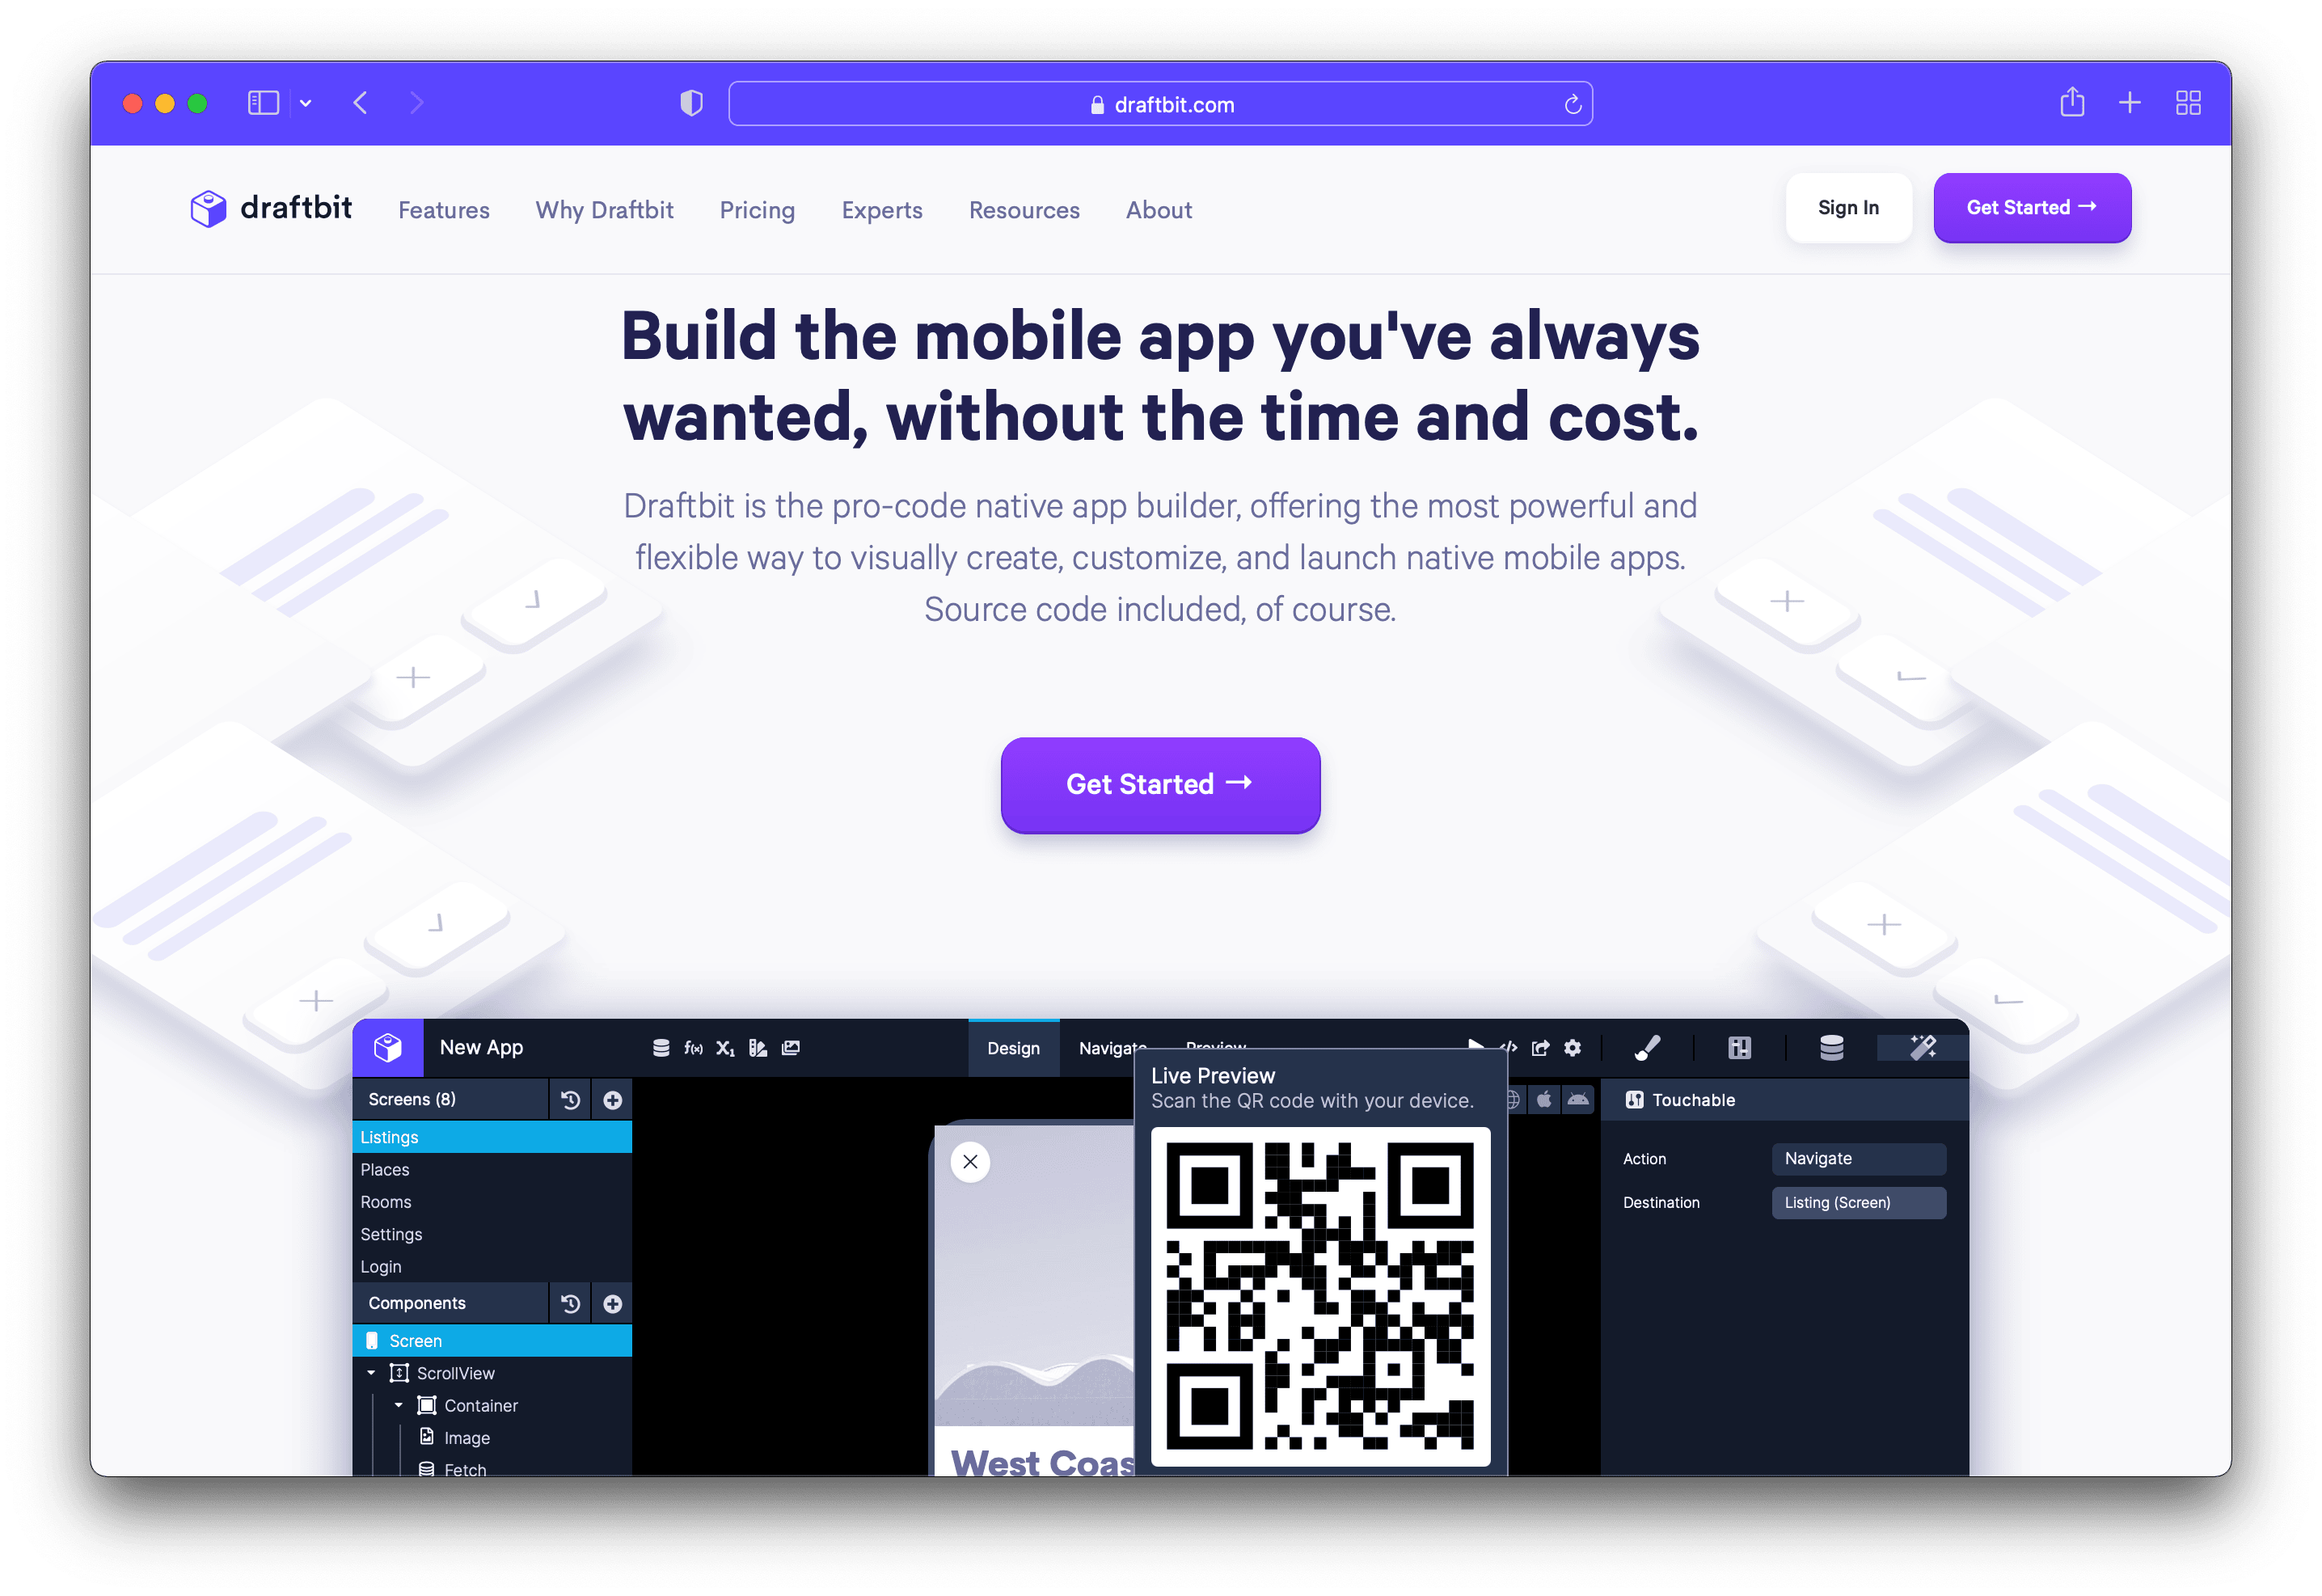 draftbit.com
draftbit Features Why Draftbit Pricing Experts Resources About Sign In Get Started →
Build the mobile app you've always
wanted, without the time and cost.
Draftbit is the pro-code native app builder, offering the most powerful and
flexible way to visually create, customize, and launch native mobile apps.
Source code included, of course.
Get Started →
New App
Design Navigate Preview
Screens (8)
Listings
Places
Rooms
Settings
Login
Components
Screen
ScrollView
Container
Image
Fetch
Live Preview
Scan the QR code with your device.
West Coas
Touchable
Action Navigate
Destination Listing (Screen)